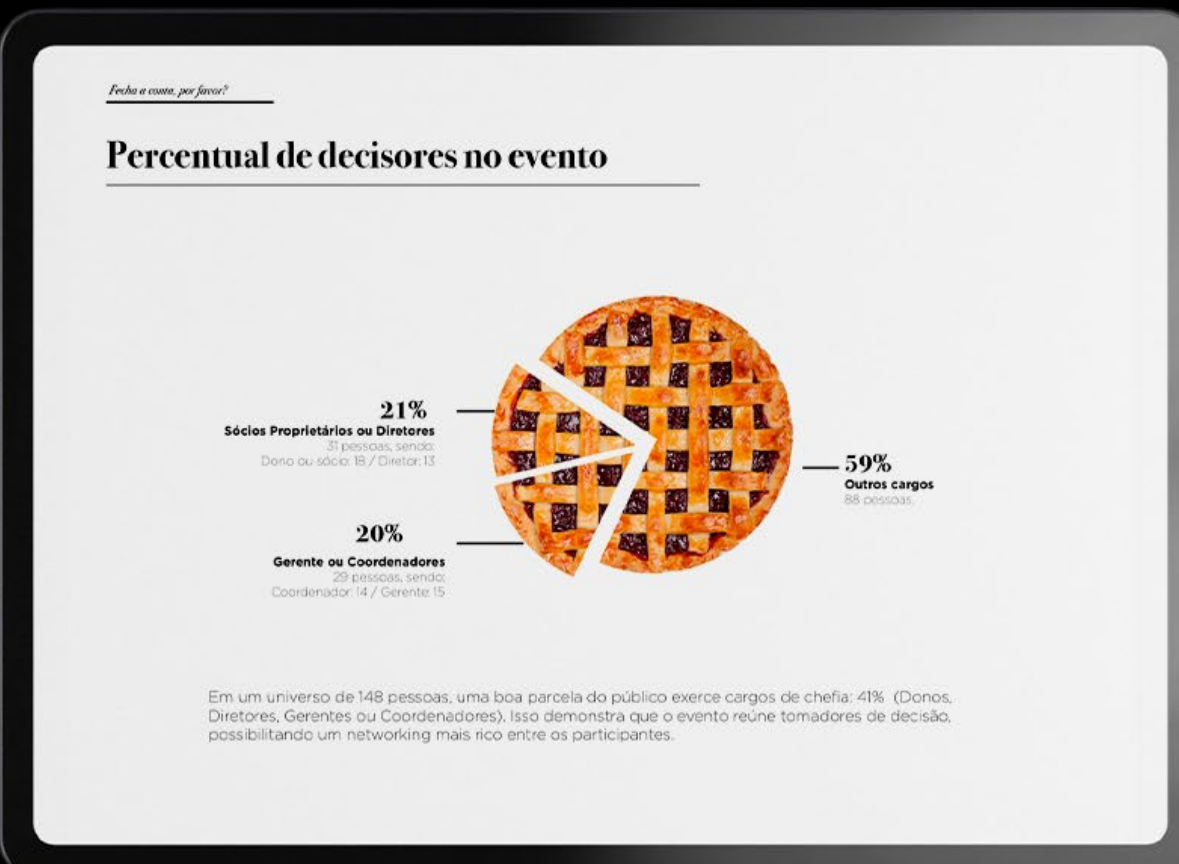 Fecha a conta, por favor?
Percentual de decisores no evento
21%
Sócios Proprietários ou Diretores
31 pessoas, sendo:
Dono ou sócio: 18 / Diretor: 13
20%
Gerente ou Coordenadores
29 pessoas, sendo:
Coordenador: 14 / Gerente: 15
59%
Outros cargos
88 pessoas.
Em um universo de 148 pessoas, uma boa parcela do público exerce cargos de chefia: 41% (Donos,
Diretores, Gerentes ou Coordenadores). Isso demonstra que o evento reúne tomadores de decisão,
possibilitando um networking mais rico entre os participantes.